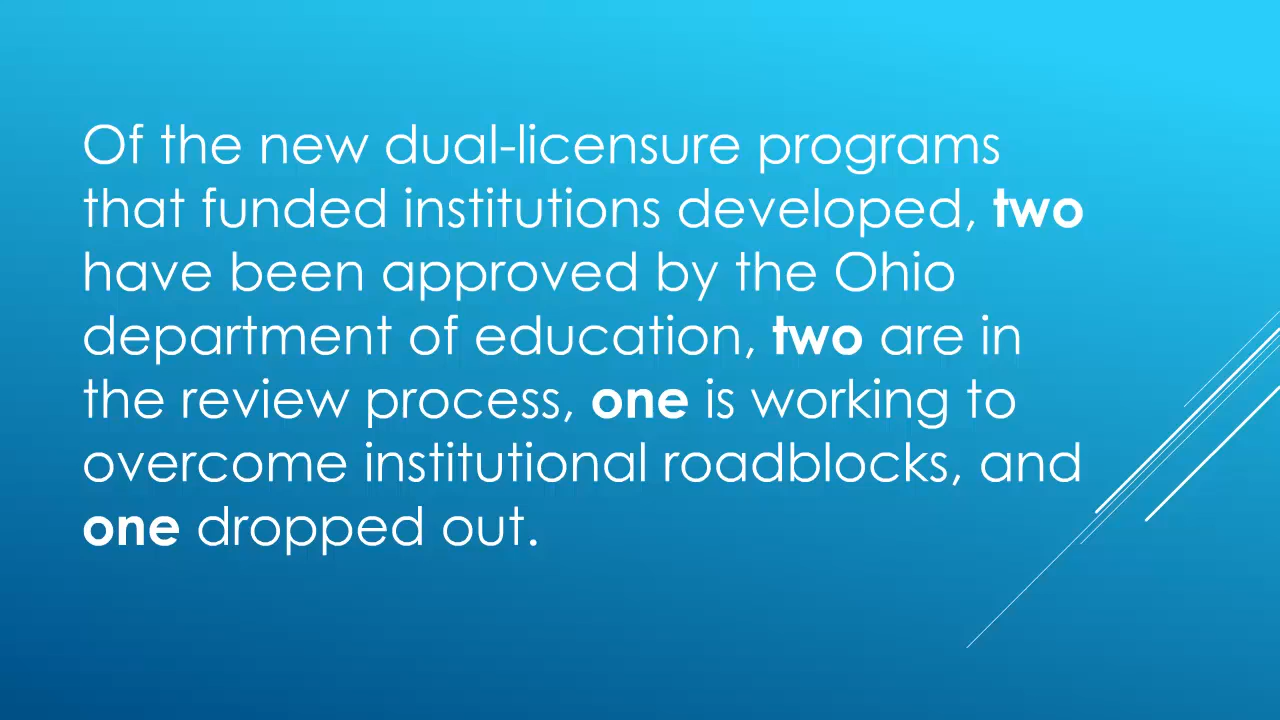 Of the new dual-licensure programs
that funded institutions developed, two
have been approved by the Ohio
department of education, two are in
the review process, one is working to
overcome institutional roadblocks, and
one dropped out.